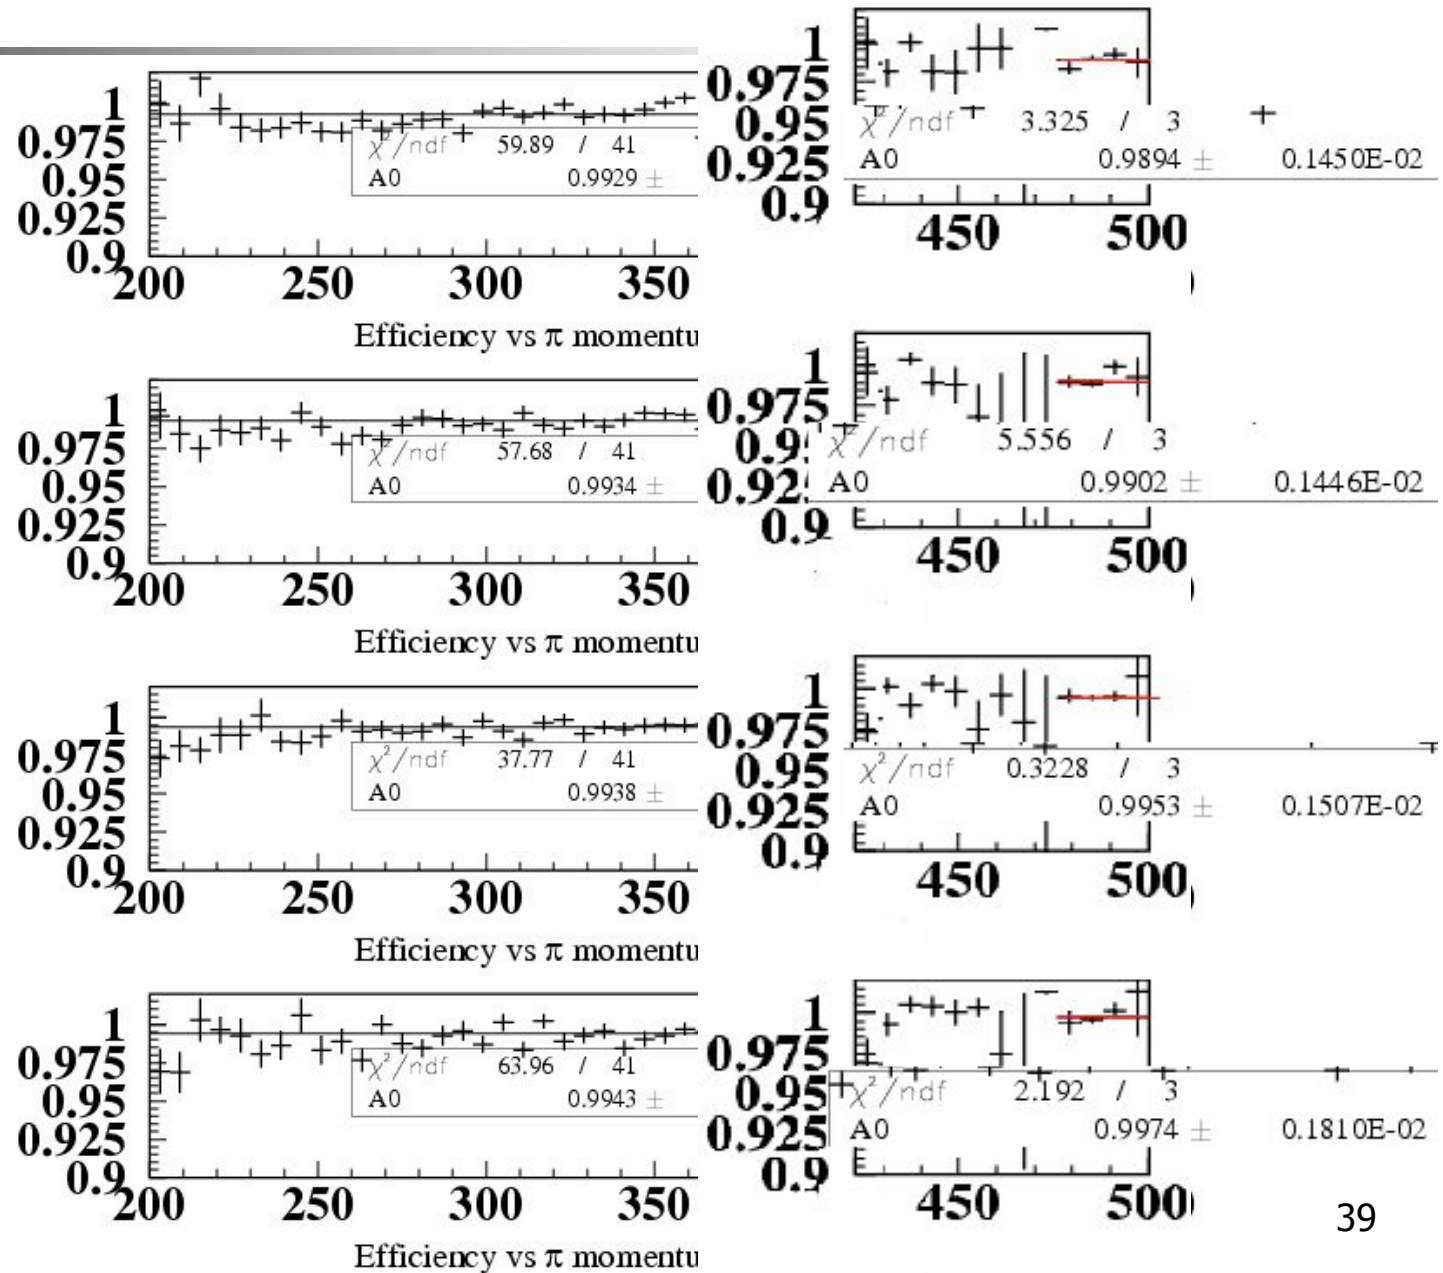 1
0.975
0.95
0.925
0.9
χ²/ndf 59.89 / 41
A0 0.9929 ±
200 250 300 350
Efficiency vs π momentu
1
0.975
0.95
0.925
0.9
χ²/ndf 3.325 / 3
A0 0.9894 ± 0.1450E-02
450 500
1
0.975
0.95
0.925
0.9
χ²/ndf 57.68 / 41
A0 0.9934 ±
200 250 300 350
Efficiency vs π momentu
1
0.975
0.9
0.92
0.9
χ²/ndf 5.556 / 3
A0 0.9902 ± 0.1446E-02
450 500
1
0.975
0.95
0.925
0.9
χ²/ndf 37.77 / 41
A0 0.9938 ±
200 250 300 350
Efficiency vs π momentu
1
0.975
0.95
0.925
0.9
χ²/ndf 0.3228 / 3
A0 0.9953 ± 0.1507E-02
450 500
1
0.975
0.95
0.925
0.9
χ²/ndf 63.96 / 41
A0 0.9943 ±
200 250 300 350
Efficiency vs π momentu
1
0.975
0.95
0.925
0.9
χ²/ndf 2.192 / 3
A0 0.9974 ± 0.1810E-02
450 500
39